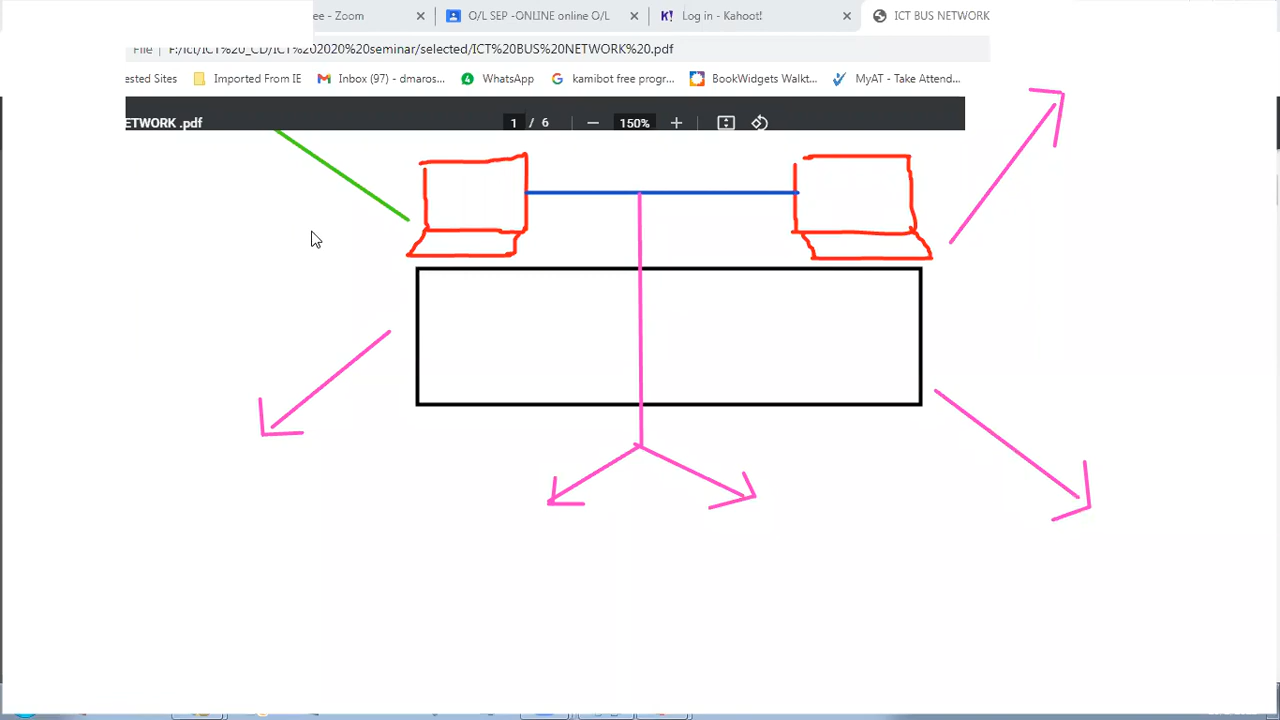 ee - Zoom
O/L SEP -ONLINE online O/L
K! Log in - Kahoot!
ICT BUS NETWORK
File F:/ict/ICT%20_CD/ICT%202020%20seminar/selected/ICT%20BUS%20NETWORK%20.pdf
ested Sites Imported From IE Inbox (97) - dmaros... WhatsApp kamibot free progr... BookWidgets Walkt... MyAT - Take Attend...
ETWORK .pdf 1 / 6 150%